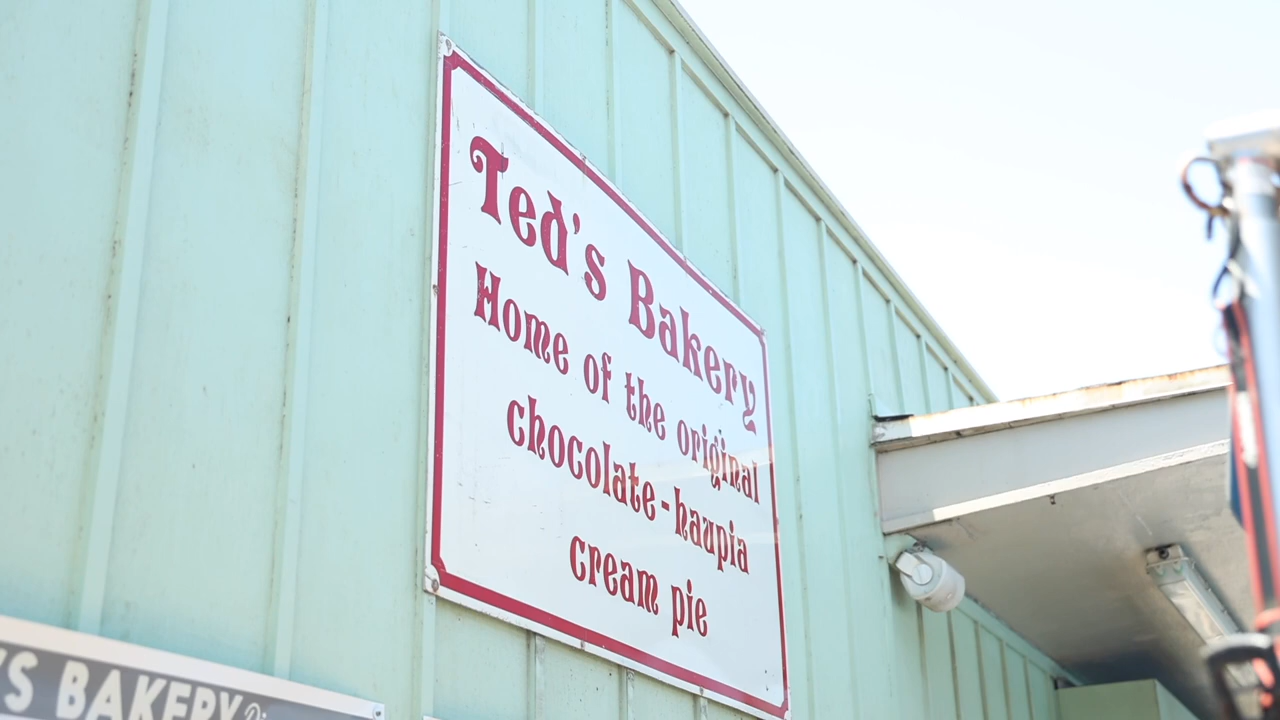 Ted's Bakery
Home of the original
chocolate-haupia
cream pie
'S BAKERY